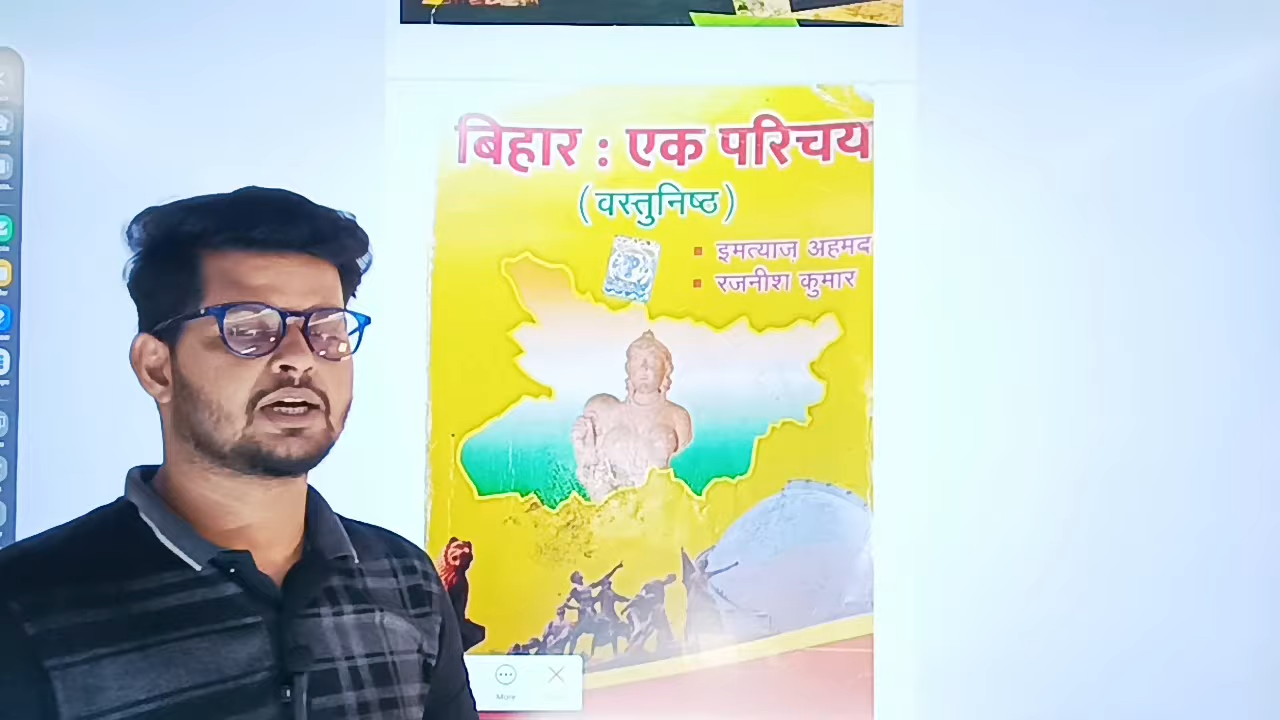 बिहार : एक परिचय
(वस्तुनिष्ठ)
इमत्याज़ अहमद
रजनीश कुमार
More